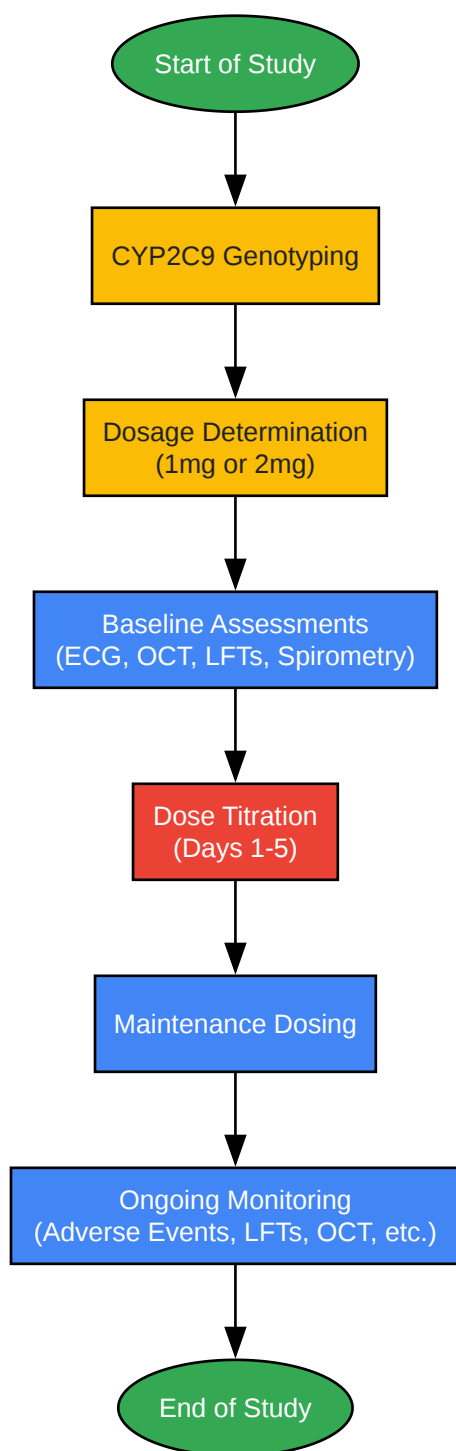 Start of Study
CYP2C9 Genotyping
Dosage Determination
(1mg or 2mg)
Baseline Assessments
(ECG, OCT, LFTs, Spirometry)
Dose Titration
(Days 1-5)
Maintenance Dosing
Ongoing Monitoring
(Adverse Events, LFTs, OCT, etc.)
End of Study